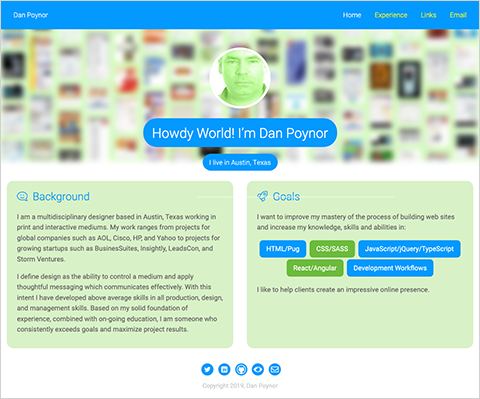 Dan Poynor
Home Experience Links Email
Howdy World! I'm Dan Poynor
I live in Austin, Texas
Background
I am a multidisciplinary designer based in Austin, Texas working in
print and interactive mediums. My work ranges from projects for
global companies such as AOL, Cisco, HP, and Yahoo to projects for
growing startups such as BusinesSuites, Insightly, LeadsCon, and
Storm Ventures.
I define design as the ability to control a medium and apply
thoughtful messaging which communicates effectively. With this
intent I have developed above average skills in all production, design,
and management skills. Based on my solid foundation of
experience, combined with on-going education, I am someone who
consistently exceeds goals and maximize project results.
Goals
I want to improve my mastery of the process of building web sites
and increase my knowledge, skills and abilities in:
HTML/Pug CSS/SASS JavaScript/jQuery/TypeScript
React/Angular Development Workflows
I like to help clients create an impressive online presence.
Copyright 2019, Dan Poynor